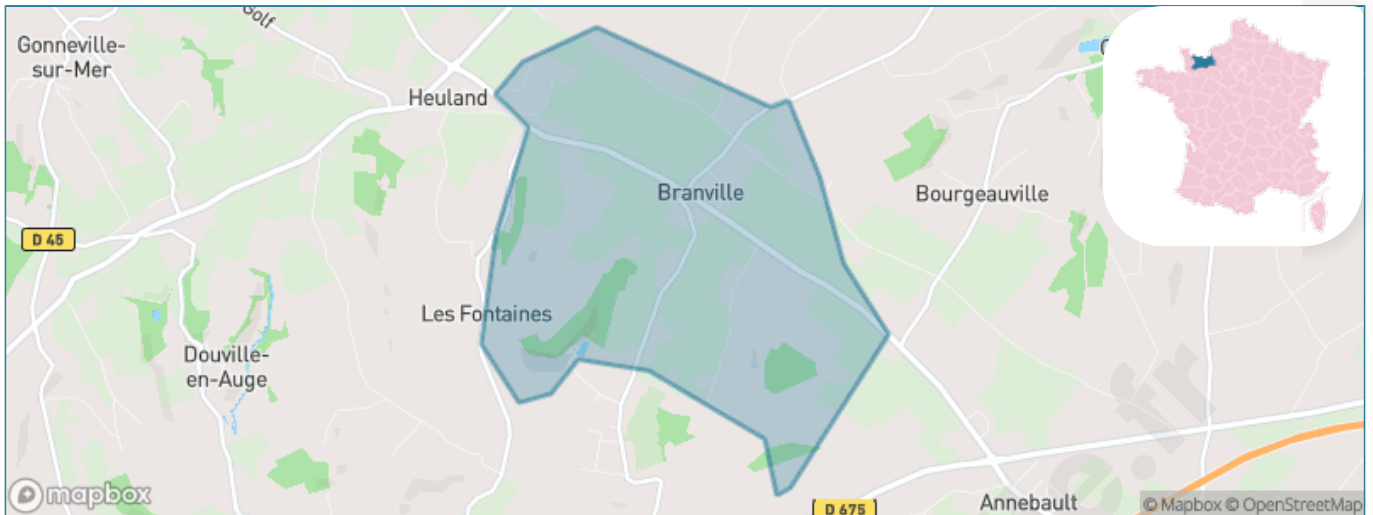 Golf
Gonneville-
sur-Mer
Heuland
Branville
Bourgeauville
D 45
Les Fontaines
Douville-
en-Auge
Annebault
D 675
mapbox
© Mapbox © OpenStreetMap